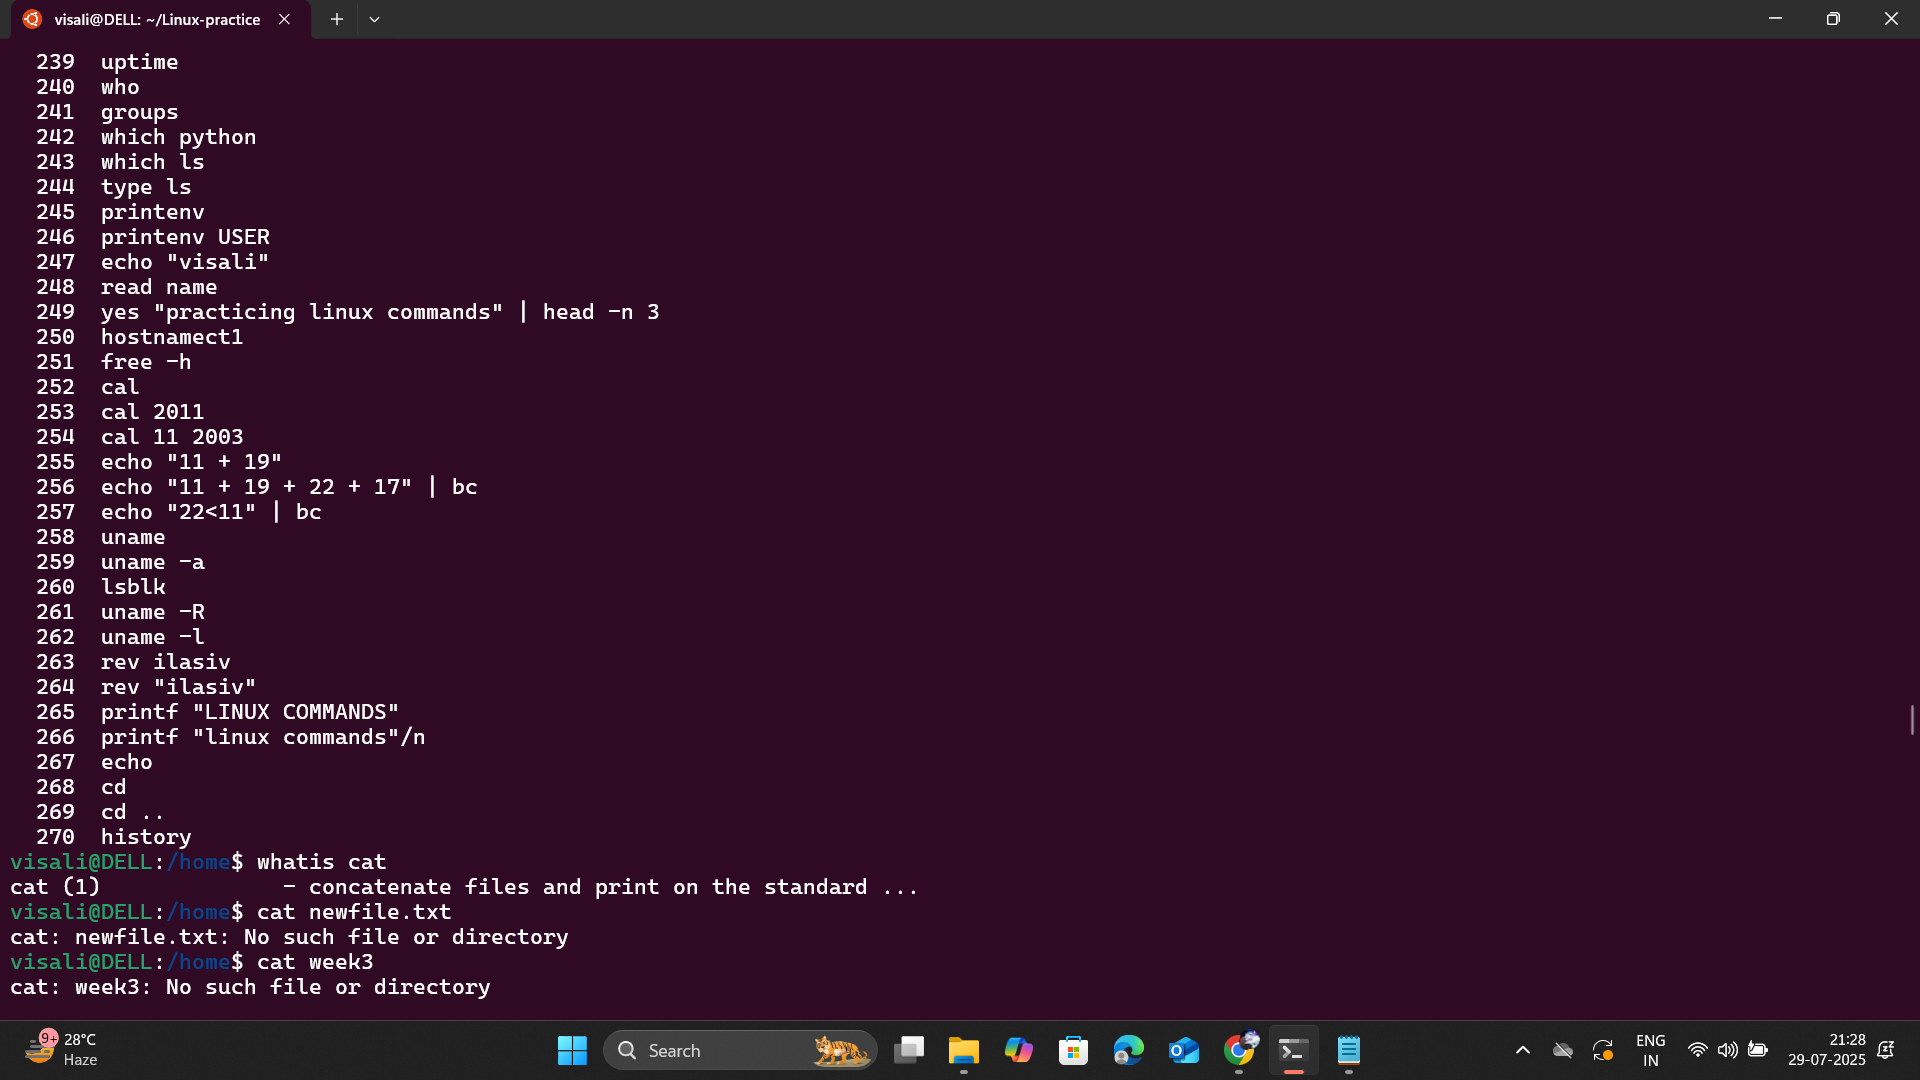 visali@DELL: ~/Linux-practice
239 uptime
240 who
241 groups
242 which python
243 which ls
244 type ls
245 printenv
246 printenv USER
247 echo "visali"
248 read name
249 yes "practicing linux commands" | head -n 3
250 hostnamect1
251 free -h
252 cal
253 cal 2011
254 cal 11 2003
255 echo "11 + 19"
256 echo "11 + 19 + 22 + 17" | bc
257 echo "22<11" | bc
258 uname
259 uname -a
260 lsblk
261 uname -R
262 uname -l
263 rev ilasiv
264 rev "ilasiv"
265 printf "LINUX COMMANDS"
266 printf "linux commands"/n
267 echo
268 cd
269 cd ..
270 history
visali@DELL:/home$ whatis cat
cat (1)              - concatenate files and print on the standard ...
visali@DELL:/home$ cat newfile.txt
cat: newfile.txt: No such file or directory
visali@DELL:/home$ cat week3
cat: week3: No such file or directory
9+ 28°C
Haze
Search
ENG
IN
21:28
29-07-2025